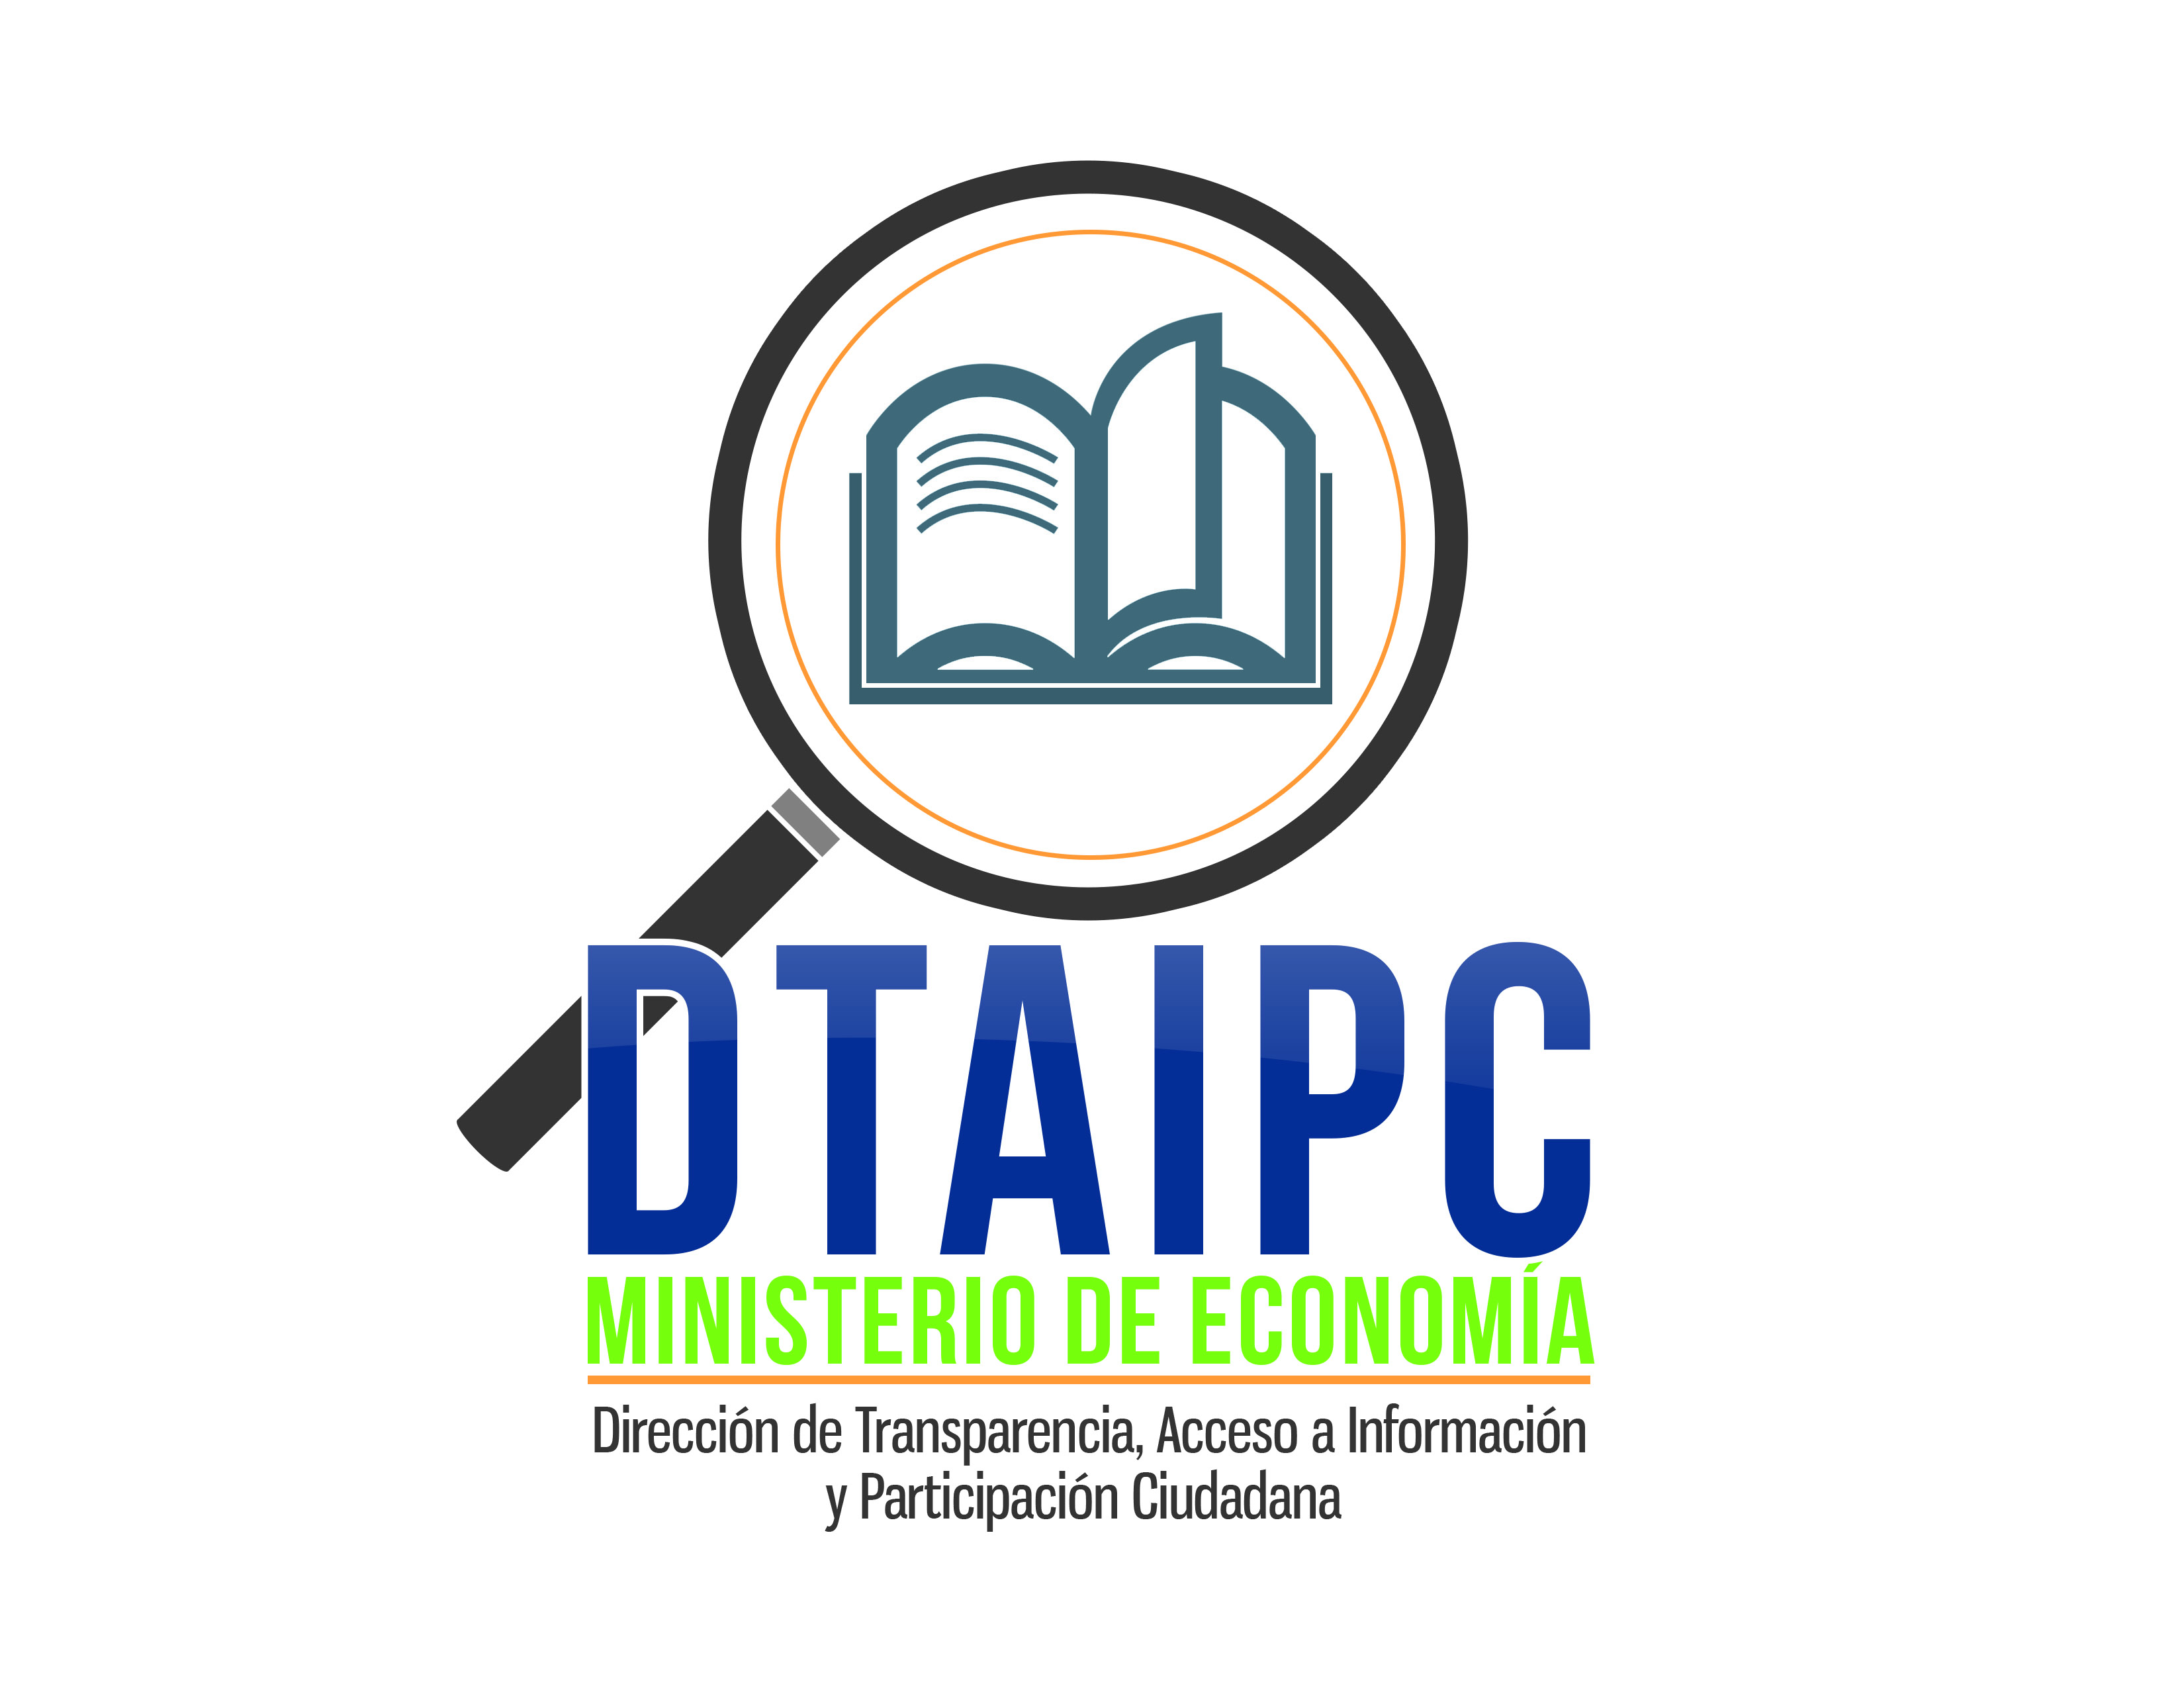 DTAIPC
MINISTERIO DE ECONOMÍA
Dirección de Transparencia, Acceso a Información
y Participación Ciudadana